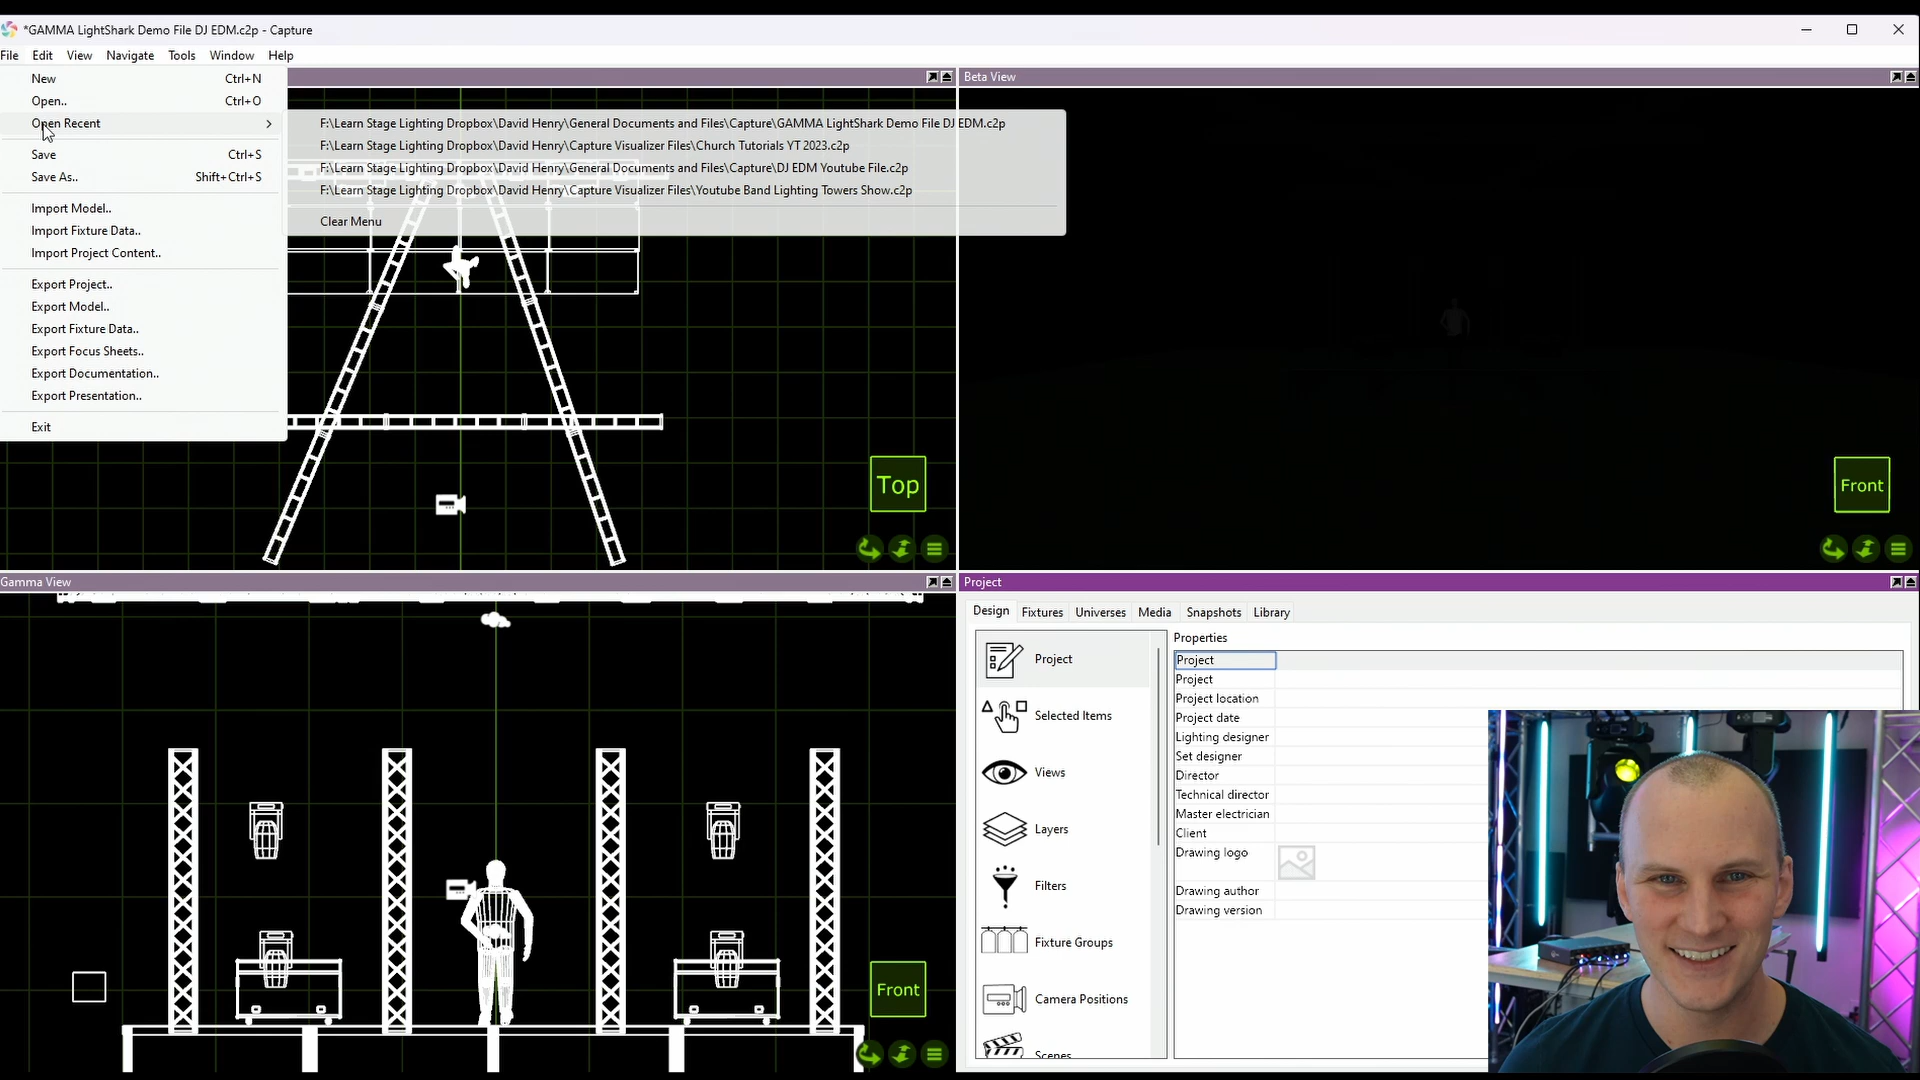 *GAMMA LightShark Demo File DJ EDM.c2p - Capture
File Edit View Navigate Tools Window Help
New Ctrl+N
Open.. Ctrl+O
Open Recent
Save Ctrl+S
Save As.. Shift+Ctrl+S
Import Model..
Import Fixture Data..
Import Project Content..
Export Project..
Export Model..
Export Fixture Data..
Export Focus Sheets..
Export Documentation..
Export Presentation..
Exit
F:\Learn Stage Lighting Dropbox\David Henry\General Documents and Files\Capture\GAMMA LightShark Demo File DJ EDM.c2p
F:\Learn Stage Lighting Dropbox\David Henry\Capture Visualizer Files\Church Tutorials YT 2023.c2p
F:\Learn Stage Lighting Dropbox\David Henry\General Documents and Files\Capture\DJ EDM Youtube File.c2p
F:\Learn Stage Lighting Dropbox\David Henry\Capture Visualizer Files\Youtube Band Lighting Towers Show.c2p
Clear Menu
Top
Beta View
Front
Gamma View
Front
Project
Design Fixtures Universes Media Snapshots Library
Project
Selected Items
Views
Layers
Filters
Fixture Groups
Camera Positions
Scenes
Properties
Project
Project
Project location
Project date
Lighting designer
Set designer
Director
Technical director
Master electrician
Client
Drawing logo
Drawing author
Drawing version